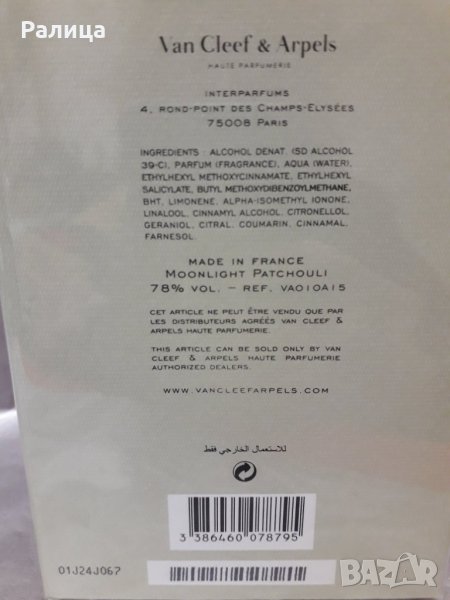 Ралица
Van Cleef & Arpels
HAUTE PARFUMERIE
INTERPARFUMS
4, ROND-POINT DES CHAMPS-ELYSÉES
75008 PARIS
INGREDIENTS : ALCOHOL DENAT. (SD ALCOHOL
39-C), PARFUM (FRAGRANCE), AQUA (WATER),
ETHYLHEXYL METHOXYCINNAMATE, ETHYLHEXYL
SALICYLATE, BUTYL METHOXYDIBENZOYLMETHANE,
BHT, LIMONENE, ALPHA-ISOMETHYL IONONE,
LINALOOL, CINNAMYL ALCOHOL, CITRONELLOL,
GERANIOL, CITRAL, COUMARIN, CINNAMAL,
FARNESOL.
MADE IN FRANCE
MOONLIGHT PATCHOULI
78% VOL. – REF. VA010A15
CET ARTICLE NE PEUT ÊTRE VENDU QUE PAR
LES DISTRIBUTEURS AGRÉÉS VAN CLEEF &
ARPELS HAUTE PARFUMERIE.
THIS ARTICLE CAN BE SOLD ONLY BY VAN
CLEEF & ARPELS HAUTE PARFUMERIE
AUTHORIZED DEALERS.
WWW.VANCLEEFARPELS.COM
للاستعمال الخارجي فقط
3 386460 078795
01J24J067
BAZAR.bg